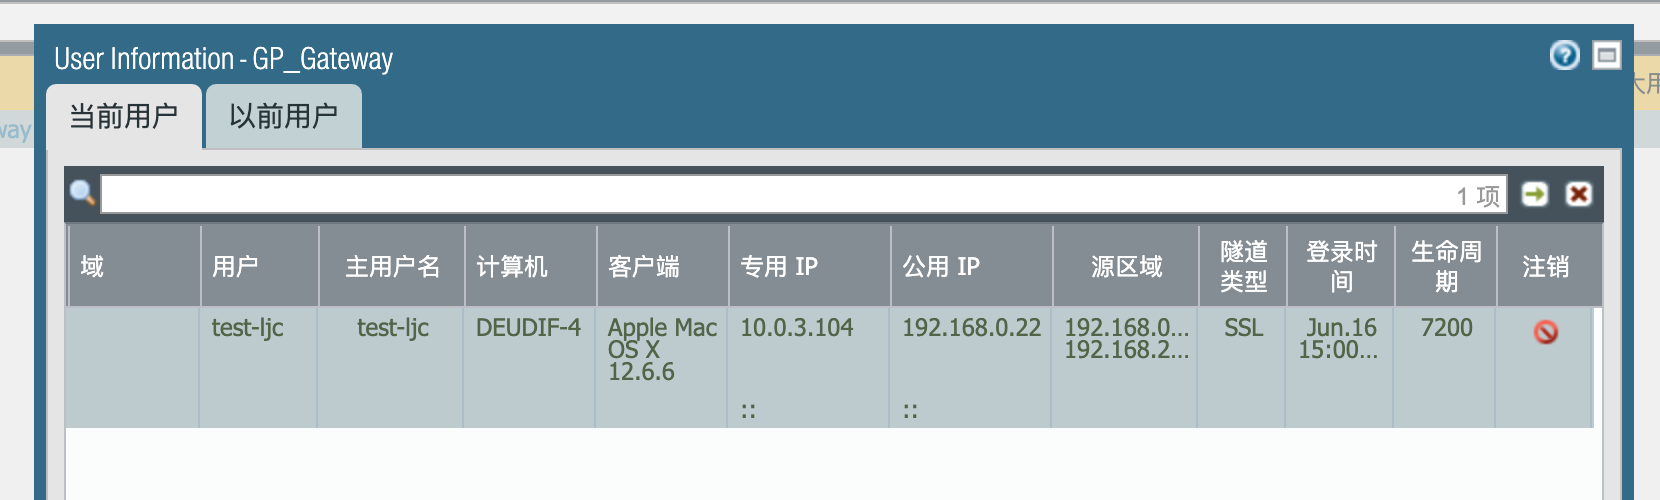 User Information - GP_Gateway
大用
way
当前用户 以前用户
1 项
域 用户 主用户名 计算机 客户端 专用 IP 公用 IP 源区域 隧道类型 登录时间 生命周期 注销
test-ljc test-ljc DEUDIF-4 Apple Mac 10.0.3.104 192.168.0.22 192.168.0... SSL Jun.16 7200
OS X 192.168.2... 15:00...
12.6.6
:: ::